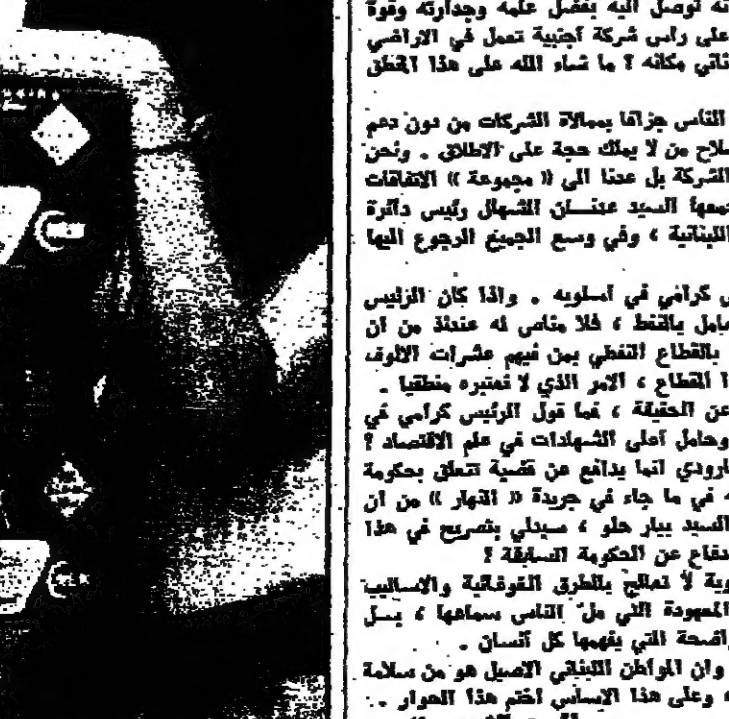 انه توصل اليه بفضل علمه وجدارته وقوة
على راس شركة أجنبية تعمل في الاراضي
ثاني مكانه ؟ ما شاء الله على هذا المنطق
الناس جزافا بممالاة الشركات من دون دعم
سلاح من لا يملك حجة على الاطلاق . ونحن
الشركة بل عدنا الى « مجموعة » الاتفاقات
جمعها السيد عدنان الشهال رئيس دائرة
اللبنانية ، وفي وسع الجميع الرجوع اليها
كرامي في اسلوبه . واذا كان الرئيس
بالنفط ، فلا مناص له عندئذ من ان
بالقطاع النفطي بمن فيهم عشرات الالوف
القطاع ، الامر الذي لا نعتبره منطقيا .
عن الحقيقة ، فما قول الرئيس كرامي في
وحامل أعلى الشهادات في علم الاقتصاد ؟
انما يدافع عن قضية تتعلق بحكومة
في ما جاء في جريدة « النهار » من ان
السيد بيار حلو ، سيدلي بتصريح في هذا
دفاع عن الحكومة السابقة ؟
لا تعالج بالطرق الفوقانية والاساليب
المعهودة التي ملّ الناس سماعها ، بل
التي يفهمها كل انسان .
وان المواطن اللبناني الاصيل هو من سلامة
وعلى هذا الاساس اختم هذا الحوار ..